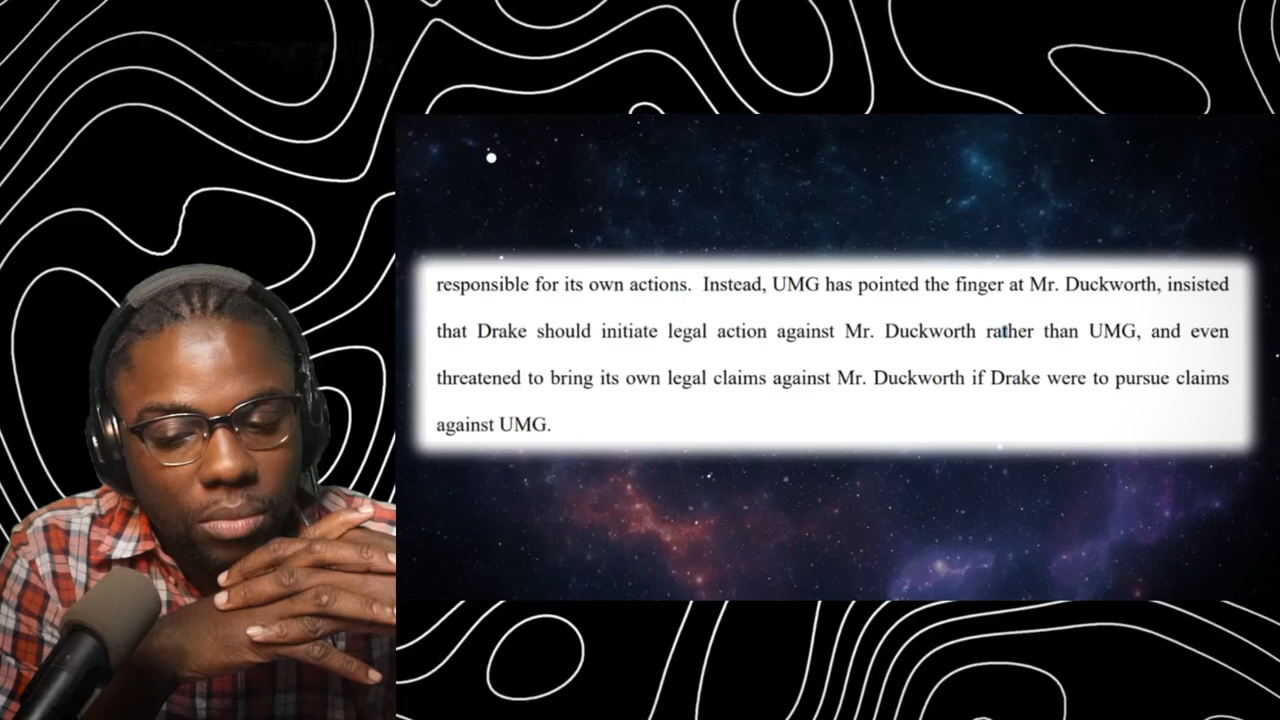 responsible for its own actions. Instead, UMG has pointed the finger at Mr. Duckworth, insisted
that Drake should initiate legal action against Mr. Duckworth rather than UMG, and even
threatened to bring its own legal claims against Mr. Duckworth if Drake were to pursue claims
against UMG.